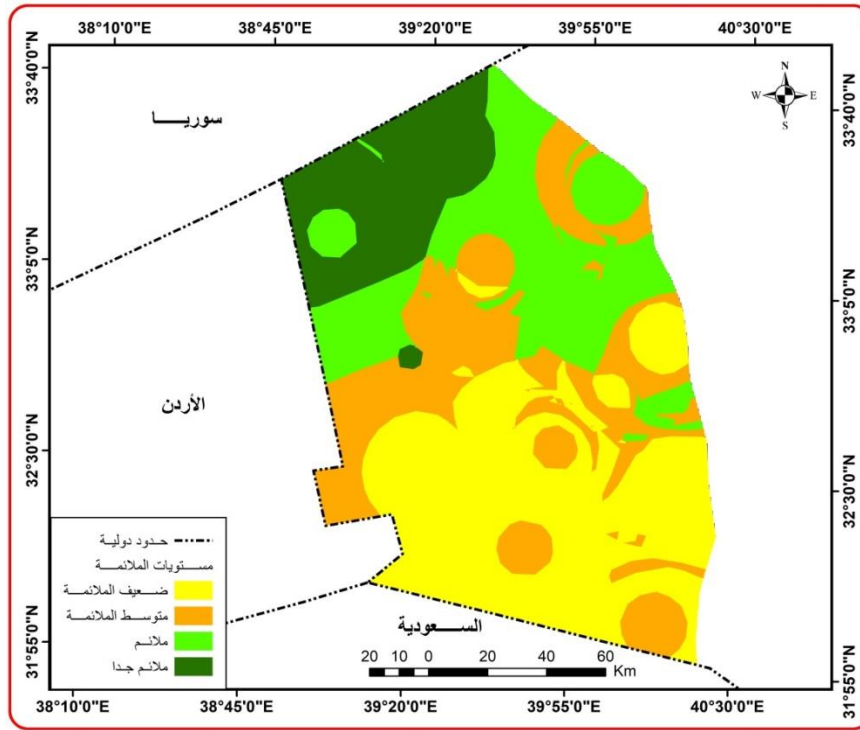 38°10'0"E 38°45'0"E 39°20'0"E 39°55'0"E 40°30'0"E
33°40'0"N
33°5'0"N
32°30'0"N
31°55'0"N
سوريـــــا
N
W E
S
33°40'0"N
33°5'0"N
32°30'0"N
31°55'0"N
الأردن
حـدود دوليـة
مستويات الملائمـة
ضـعيف الملائمـة
متوسـط الملائمـة
ملائـم
ملائـم جـدا
الســـعودية
20 10 0 20 40 60
Km
38°10'0"E 38°45'0"E 39°20'0"E 39°55'0"E 40°30'0"E